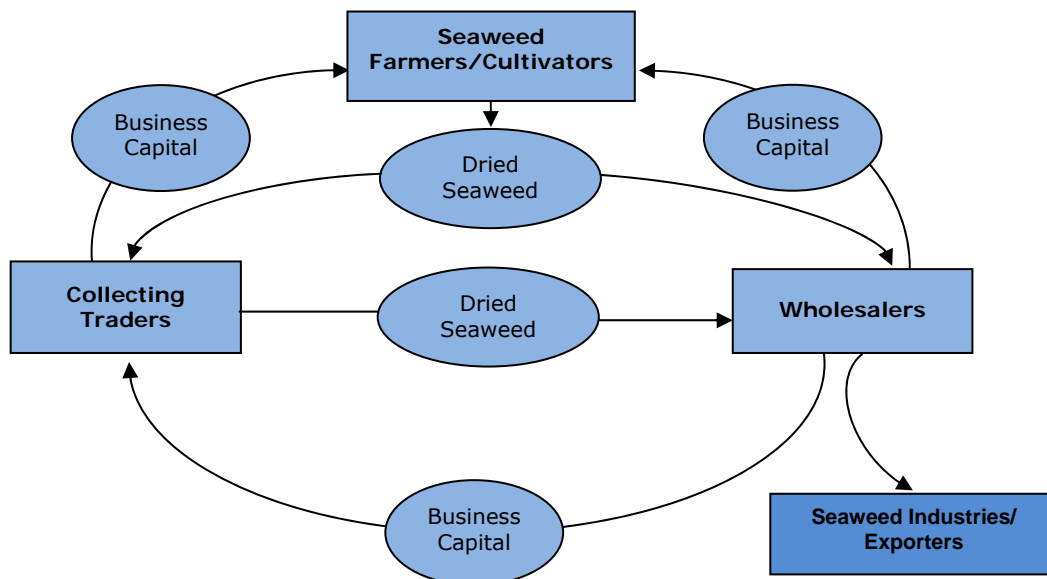 Seaweed
Farmers/Cultivators
Business
Capital
Business
Capital
Dried
Seaweed
Collecting
Traders
Dried
Seaweed
Wholesalers
Business
Capital
Seaweed Industries/
Exporters